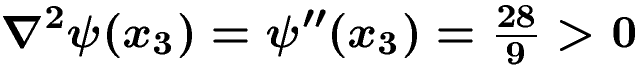 ∇²ψ(x₃) = ψ″(x₃) = 28/9 > 0